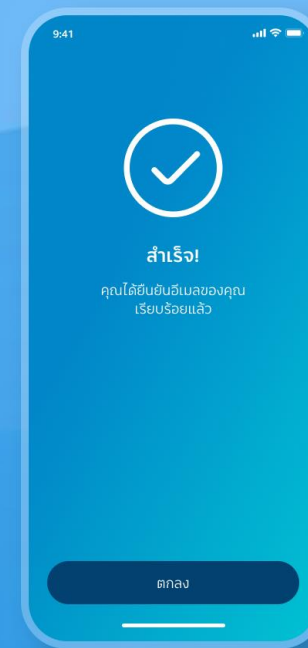 9:41
สำเร็จ!
คุณได้ยืนยันอีเมลของคุณ
เรียบร้อยแล้ว
ตกลง